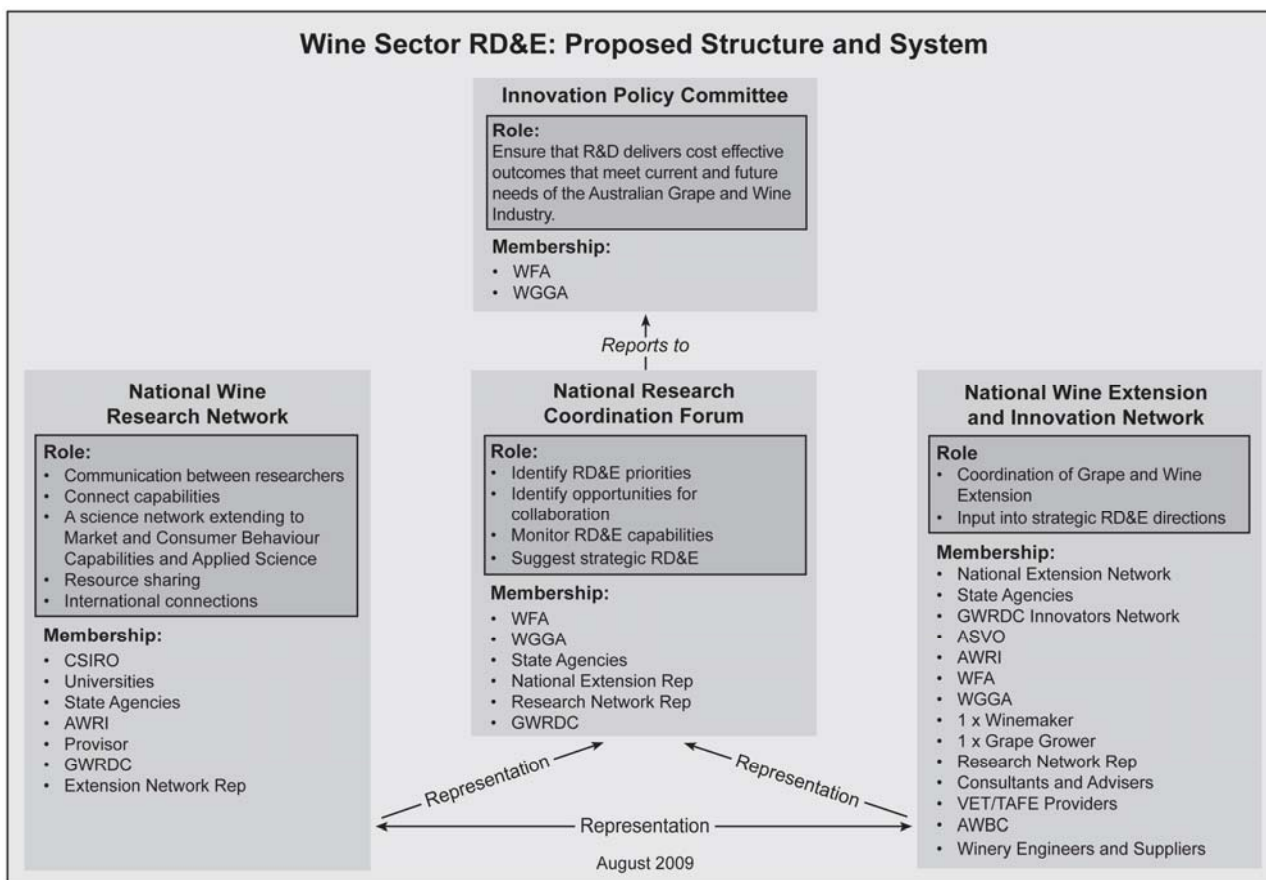 Wine Sector RD&E: Proposed Structure and System
Innovation Policy Committee
Role:
Ensure that R&D delivers cost effective
outcomes that meet current and future
needs of the Australian Grape and Wine
Industry.
Membership:
• WFA
• WGGA
Reports to
National Wine
Research Network
Role:
• Communication between researchers
• Connect capabilities
• A science network extending to
Market and Consumer Behaviour
Capabilities and Applied Science
• Resource sharing
• International connections
Membership:
• CSIRO
• Universities
• State Agencies
• AWRI
• Provisor
• GWRDC
• Extension Network Rep
National Research
Coordination Forum
Role:
• Identify RD&E priorities
• Identify opportunities for
collaboration
• Monitor RD&E capabilities
• Suggest strategic RD&E
Membership:
• WFA
• WGGA
• State Agencies
• National Extension Rep
• Research Network Rep
• GWRDC
National Wine Extension
and Innovation Network
Role
• Coordination of Grape and Wine
Extension
• Input into strategic RD&E directions
Membership:
• National Extension Network
• State Agencies
• GWRDC Innovators Network
• ASVO
• AWRI
• WFA
• WGGA
• 1 x Winemaker
• 1 x Grape Grower
• Research Network Rep
• Consultants and Advisers
• VET/TAFE Providers
• AWBC
• Winery Engineers and Suppliers
Representation
Representation
Representation
August 2009